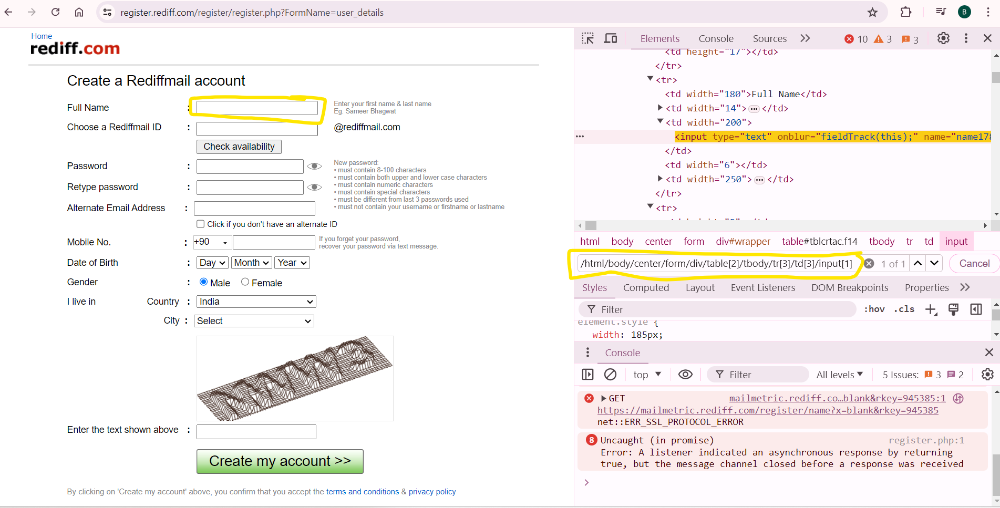 register.rediff.com/register/register.php?FormName=user_details
B
Home
rediff.com
Create a Rediffmail account
Full Name :
Enter your first name & last name
Eg. Sameer Bhagwat
Choose a Rediffmail ID : @rediffmail.com
Check availability
Password :
New password:
• must contain 8-100 characters
• must contain both upper and lower case characters
• must contain numeric characters
• must contain special characters
• must be different from last 3 passwords used
• must not contain your username or firstname or lastname
Retype password :
Alternate Email Address :
Click if you don't have an alternate ID
Mobile No. : +90
If you forget your password,
recover your password via text message.
Date of Birth : Day Month Year
Gender : Male Female
I live in Country : India
City : Select
Enter the text shown above :
Create my account >>
By clicking on 'Create my account' above, you confirm that you accept the terms and conditions & privacy policy
Elements Console Sources 10 3 3
<td height="17"></td>
</tr>
<tr>
<td width="180">Full Name</td>
<td width="14"> ... </td>
<td width="200">
<input type="text" onblur="fieldTrack(this);" name="name178
</td>
<td width="6"></td>
<td width="250"> ... </td>
</tr>
<tr>
html body center form div#wrapper table#tblcrtac.f14 tbody tr td input
/html/body/center/form/div/table[2]/tbody/tr[3]/td[3]/input[1] 1 of 1 Cancel
Styles Computed Layout Event Listeners DOM Breakpoints Properties
Filter :hov .cls
element.style {
width: 185px;
Console
top Filter All levels 5 Issues: 3 2
GET mailmetric.rediff.co…blank&rkey=945385:1
https://mailmetric.rediff.com/register/name?x=blank&rkey=945385
net::ERR_SSL_PROTOCOL_ERROR
8 Uncaught (in promise) register.php:1
Error: A listener indicated an asynchronous response by returning
true, but the message channel closed before a response was received